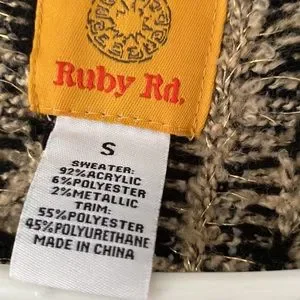 Ruby Rd.
S
SWEATER:
92%ACRYLIC
6%POLYESTER
2%METALLIC
TRIM:
55%POLYESTER
45%POLYURETHANE
MADE IN CHINA